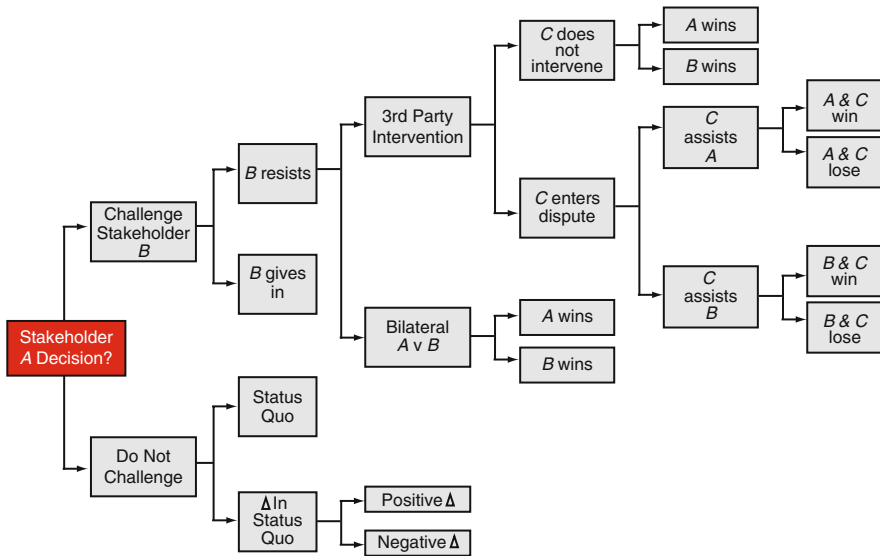 Stakeholder
A Decision?
Challenge
Stakeholder
B
Do Not
Challenge
B resists
B gives
in
Status
Quo
Δ In
Status
Quo
3rd Party
Intervention
Bilateral
A v B
Positive Δ
Negative Δ
C does
not
intervene
C enters
dispute
A wins
B wins
A wins
B wins
C
assists
A
C
assists
B
A & C
win
A & C
lose
B & C
win
B & C
lose